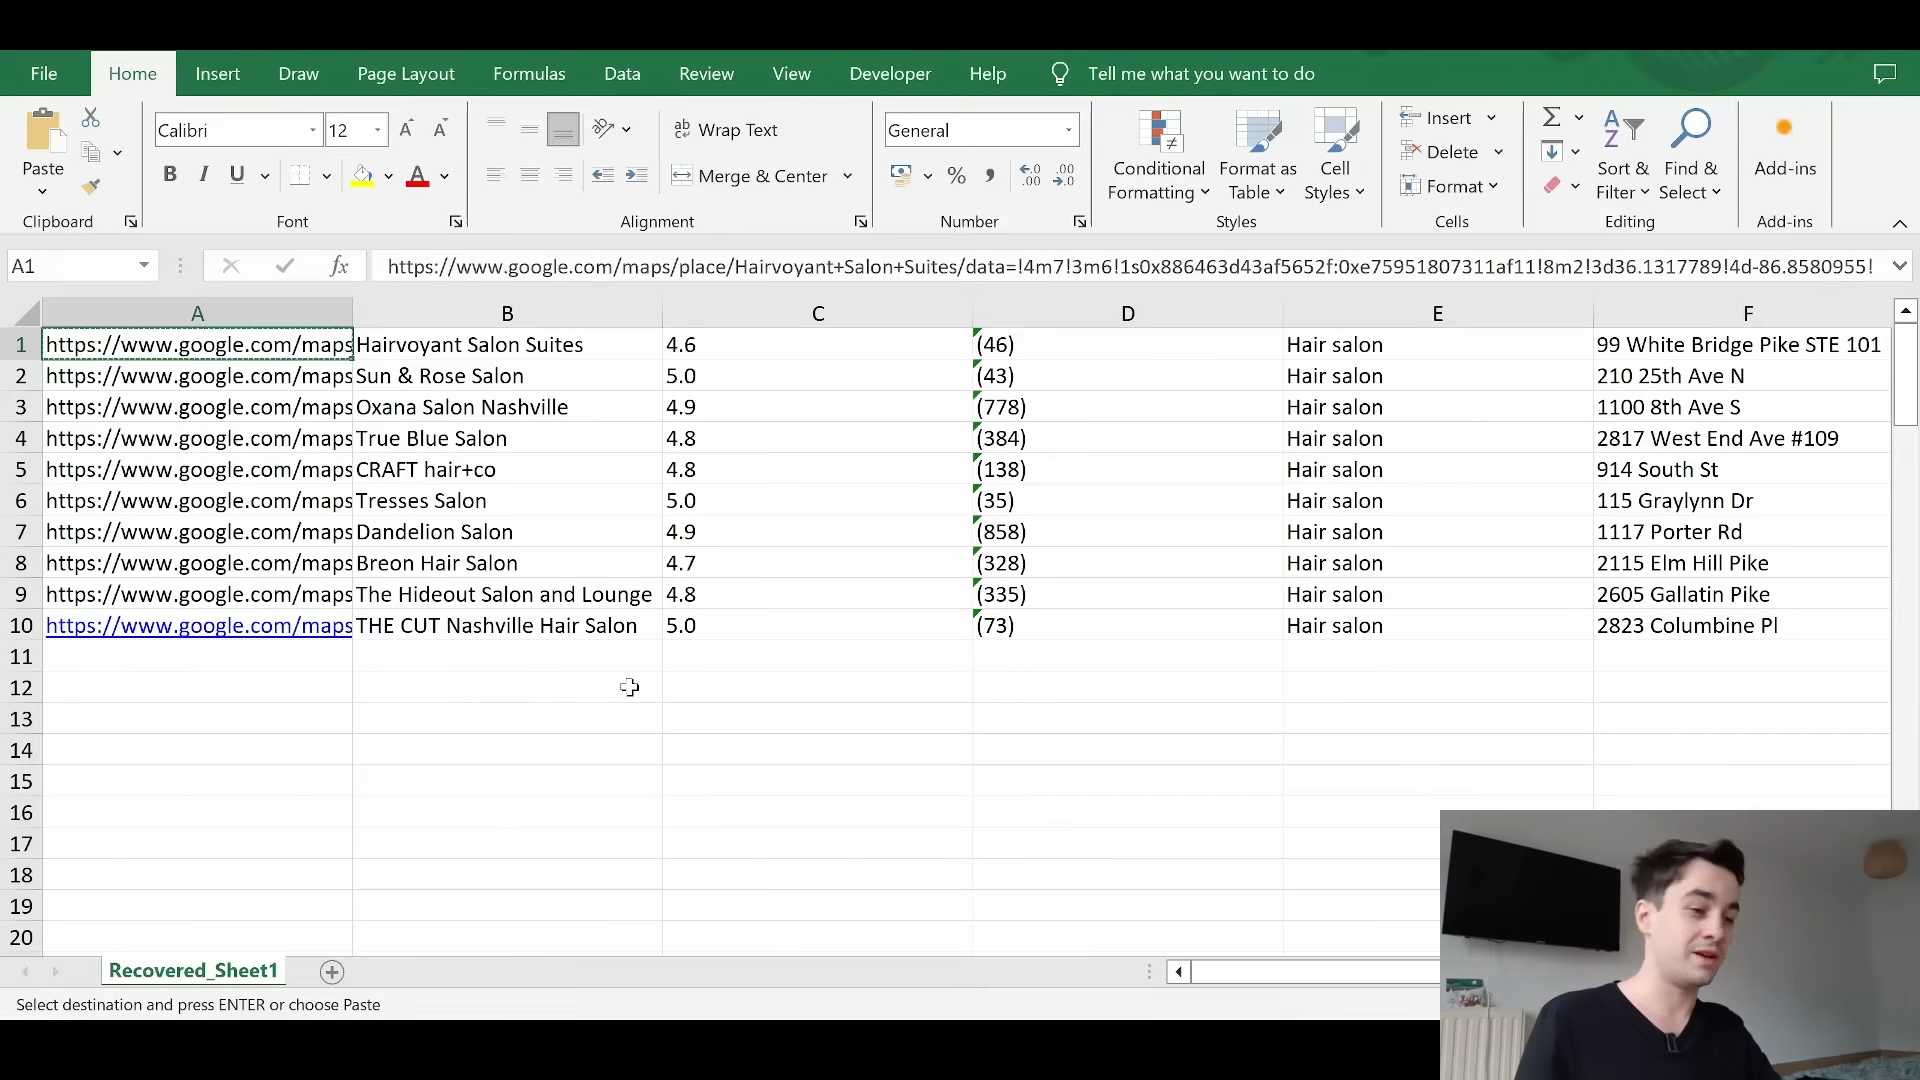 File Home Insert Draw Page Layout Formulas Data Review View Developer Help Tell me what you want to do
Paste
Clipboard
Calibri 12
A A
B I U A
Font
ab Wrap Text
Merge & Center
Alignment
General
% 9 .00 .00
Number
Conditional Formatting
Format as Table
Cell Styles
Styles
Insert
Delete
Format
Cells
Σ
Sort & Filter
Find & Select
Editing
Add-ins
Add-ins
A1 fx https://www.google.com/maps/place/Hairvoyant+Salon+Suites/data=!4m7!3m6!1s0x886463d43af5652f:0xe75951807311af11!8m2!3d36.1317789!4d-86.8580955!
A B C D E F
1 https://www.google.com/maps Hairvoyant Salon Suites 4.6 (46) Hair salon 99 White Bridge Pike STE 101
2 https://www.google.com/maps Sun & Rose Salon 5.0 (43) Hair salon 210 25th Ave N
3 https://www.google.com/maps Oxana Salon Nashville 4.9 (778) Hair salon 1100 8th Ave S
4 https://www.google.com/maps True Blue Salon 4.8 (384) Hair salon 2817 West End Ave #109
5 https://www.google.com/maps CRAFT hair+co 4.8 (138) Hair salon 914 South St
6 https://www.google.com/maps Tresses Salon 5.0 (35) Hair salon 115 Graylynn Dr
7 https://www.google.com/maps Dandelion Salon 4.9 (858) Hair salon 1117 Porter Rd
8 https://www.google.com/maps Breon Hair Salon 4.7 (328) Hair salon 2115 Elm Hill Pike
9 https://www.google.com/maps The Hideout Salon and Lounge 4.8 (335) Hair salon 2605 Gallatin Pike
10 https://www.google.com/maps THE CUT Nashville Hair Salon 5.0 (73) Hair salon 2823 Columbine Pl
11
12
13
14
15
16
17
18
19
20
Recovered_Sheet1
Select destination and press ENTER or choose Paste